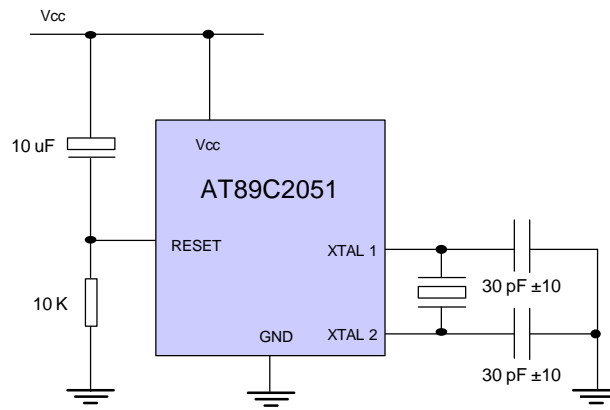 Vcc
10 uF
Vcc
AT89C2051
RESET
XTAL 1
30 pF ±10
10 K
GND
XTAL 2
30 pF ±10